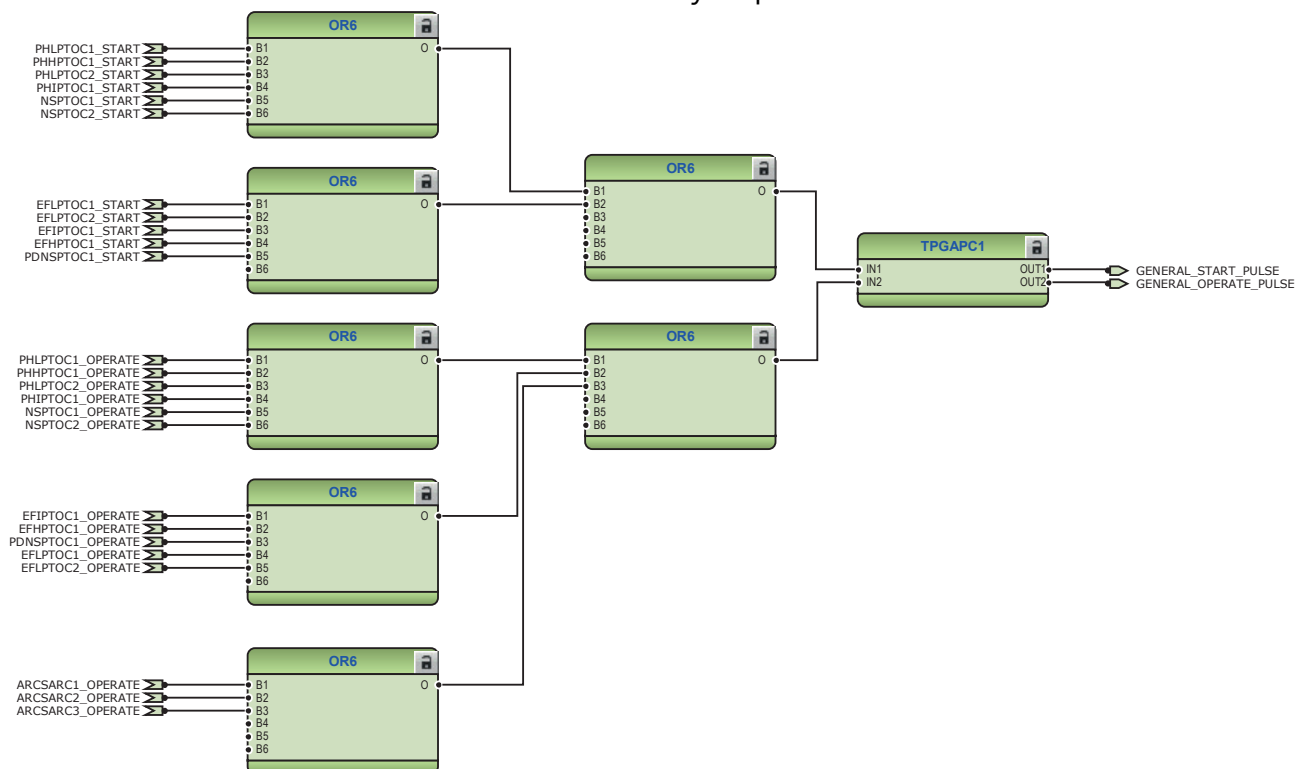 OR6
PHLPTOC1_START B1 O
PHHPTOC1_START B2
PHLPTOC2_START B3
PHIPTOC1_START B4
NSPTOC1_START B5
NSPTOC2_START B6
OR6
EFLPTOC1_START B1 O
EFLPTOC2_START B2
EFIPTOC1_START B3
EFHPTOC1_START B4
PDNSPTOC1_START B5
B6
OR6
B1 O
B2
B3
B4
B5
B6
TPGAPC1
IN1 OUT1 GENERAL_START_PULSE
IN2 OUT2 GENERAL_OPERATE_PULSE
OR6
PHLPTOC1_OPERATE B1 O
PHHPTOC1_OPERATE B2
PHLPTOC2_OPERATE B3
PHIPTOC1_OPERATE B4
NSPTOC1_OPERATE B5
NSPTOC2_OPERATE B6
OR6
B1 O
B2
B3
B4
B5
B6
OR6
EFIPTOC1_OPERATE B1 O
EFHPTOC1_OPERATE B2
PDNSPTOC1_OPERATE B3
EFLPTOC1_OPERATE B4
EFLPTOC2_OPERATE B5
B6
OR6
ARCSARC1_OPERATE B1 O
ARCSARC2_OPERATE B2
ARCSARC3_OPERATE B3
B4
B5
B6